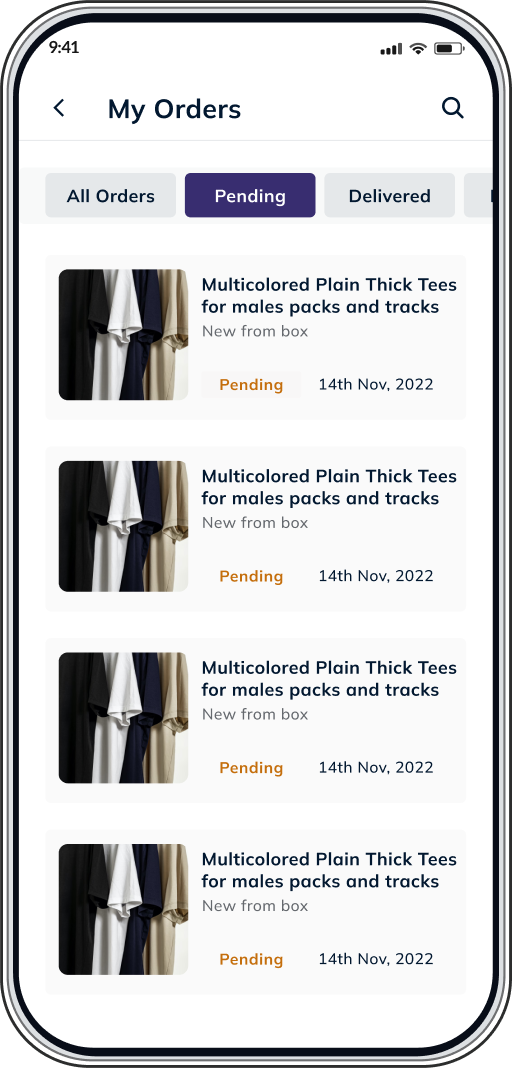 9:41
My Orders
All Orders
Pending
Delivered
Multicolored Plain Thick Tees
for males packs and tracks
New from box
Pending
14th Nov, 2022
Multicolored Plain Thick Tees
for males packs and tracks
New from box
Pending
14th Nov, 2022
Multicolored Plain Thick Tees
for males packs and tracks
New from box
Pending
14th Nov, 2022
Multicolored Plain Thick Tees
for males packs and tracks
New from box
Pending
14th Nov, 2022